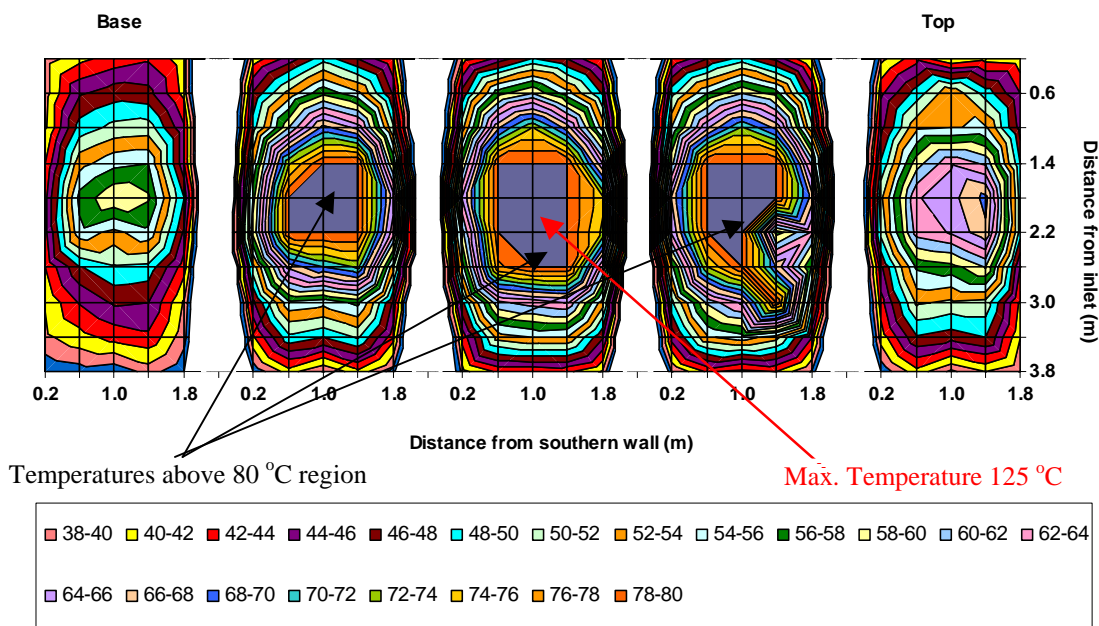 Base
Top
0.6
1.4
2.2
3.0
3.8
Distance from inlet (m)
0.2 1.0 1.8 0.2 1.0 1.8 0.2 1.0 1.8 0.2 1.0 1.8 0.2 1.0 1.8
Distance from southern wall (m)
Temperatures above 80 °C region
Max. Temperature 125 °C
38-40 40-42 42-44 44-46 46-48 48-50 50-52 52-54 54-56 56-58 58-60 60-62 62-64
64-66 66-68 68-70 70-72 72-74 74-76 76-78 78-80